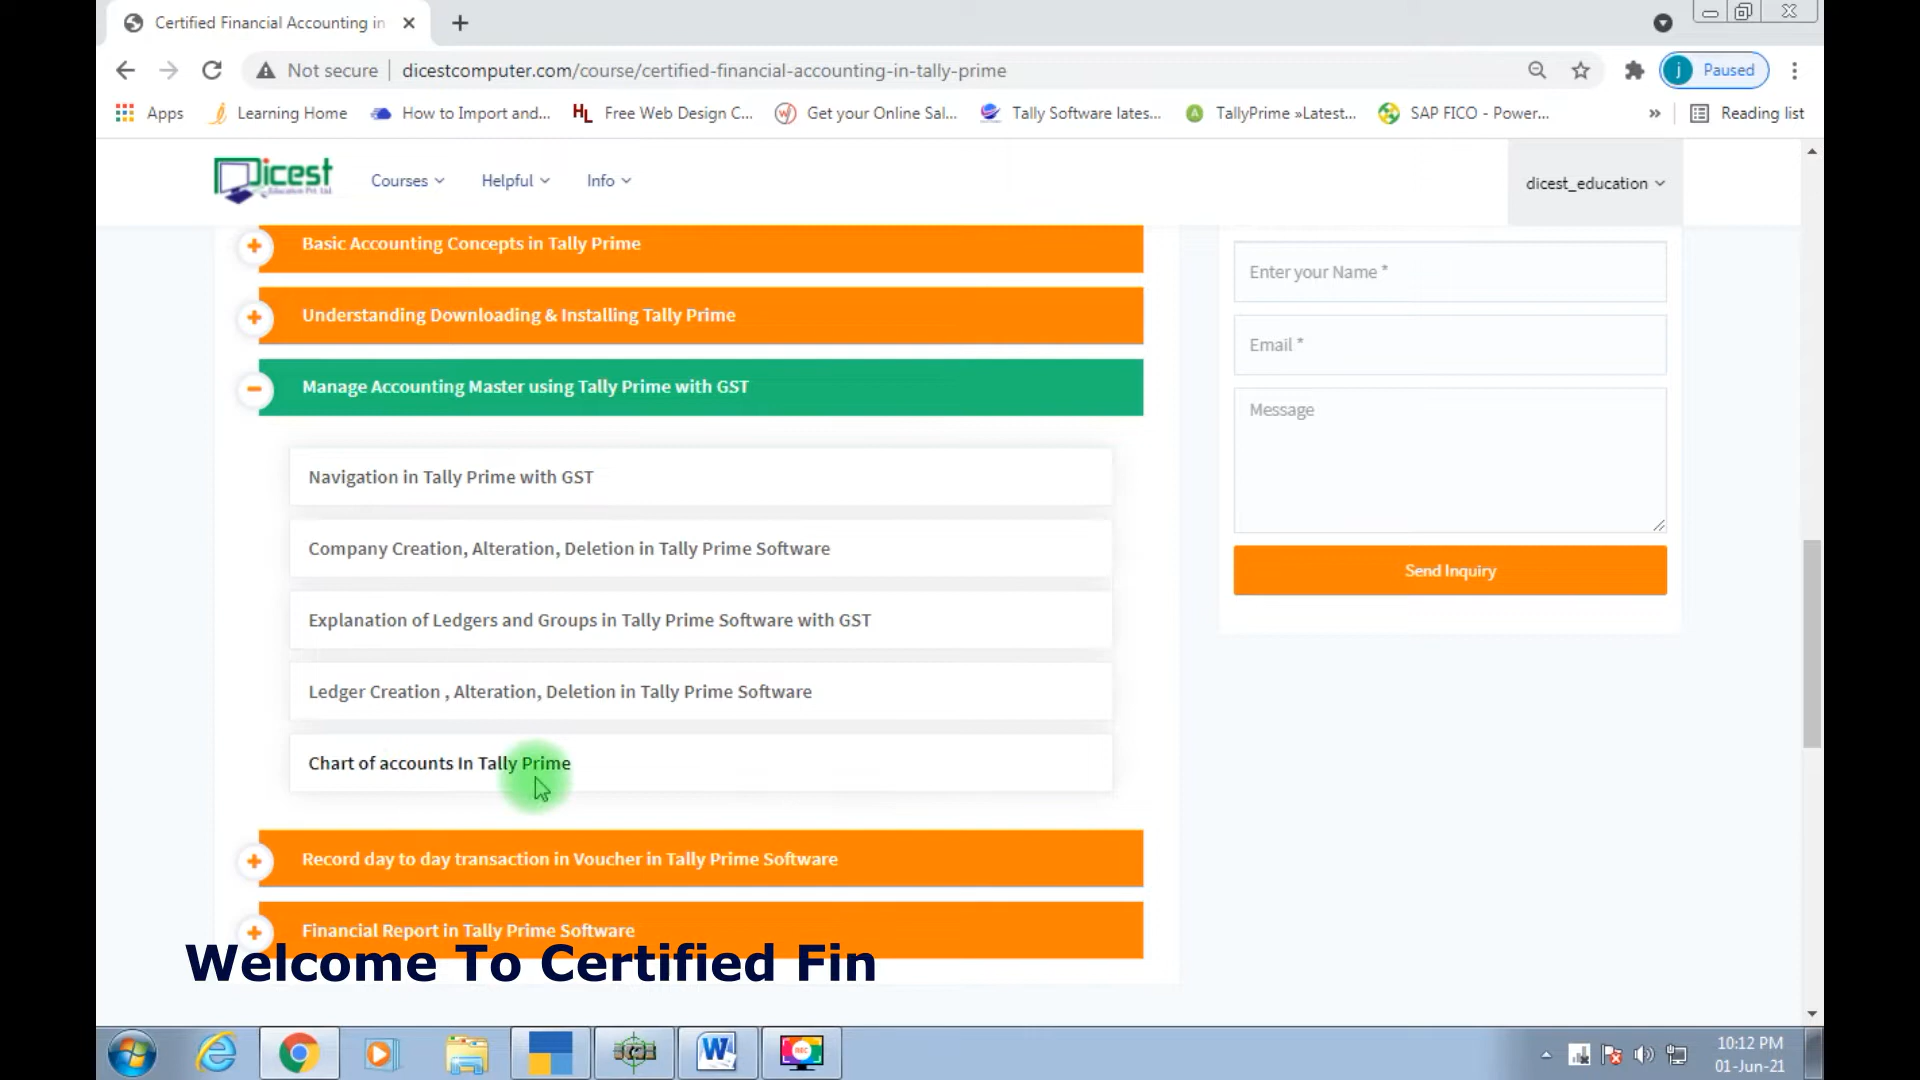 Certified Financial Accounting in
Not secure
dicestcomputer.com/course/certified-financial-accounting-in-tally-prime
j Paused
Apps
Learning Home
How to Import and...
HL Free Web Design C...
Get your Online Sal...
Tally Software lates...
A TallyPrime »Latest...
SAP FICO - Power...
»
Reading list
Dicest
Courses
Helpful
Info
dicest_education
Basic Accounting Concepts in Tally Prime
Understanding Downloading & Installing Tally Prime
Manage Accounting Master using Tally Prime with GST
Navigation in Tally Prime with GST
Company Creation, Alteration, Deletion in Tally Prime Software
Explanation of Ledgers and Groups in Tally Prime Software with GST
Ledger Creation , Alteration, Deletion in Tally Prime Software
Chart of accounts In Tally Prime
Record day to day transaction in Voucher in Tally Prime Software
Financial Report in Tally Prime Software
Enter your Name *
Email *
Message
Send Inquiry
Welcome To Certified Fin
REC
10:12 PM
01-Jun-21